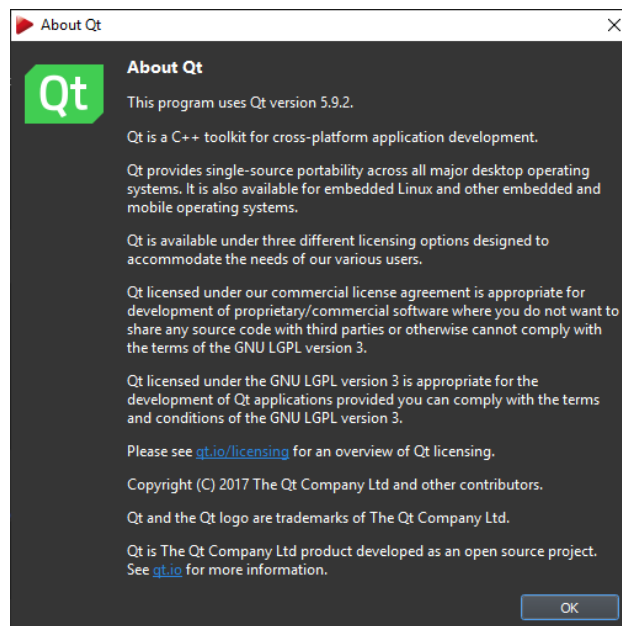 About Qt
Qt
About Qt
This program uses Qt version 5.9.2.
Qt is a C++ toolkit for cross-platform application development.
Qt provides single-source portability across all major desktop operating
systems. It is also available for embedded Linux and other embedded and
mobile operating systems.
Qt is available under three different licensing options designed to
accommodate the needs of our various users.
Qt licensed under our commercial license agreement is appropriate for
development of proprietary/commercial software where you do not want to
share any source code with third parties or otherwise cannot comply with
the terms of the GNU LGPL version 3.
Qt licensed under the GNU LGPL version 3 is appropriate for the
development of Qt applications provided you can comply with the terms
and conditions of the GNU LGPL version 3.
Please see qt.io/licensing for an overview of Qt licensing.
Copyright (C) 2017 The Qt Company Ltd and other contributors.
Qt and the Qt logo are trademarks of The Qt Company Ltd.
Qt is The Qt Company Ltd product developed as an open source project.
See qt.io for more information.
OK